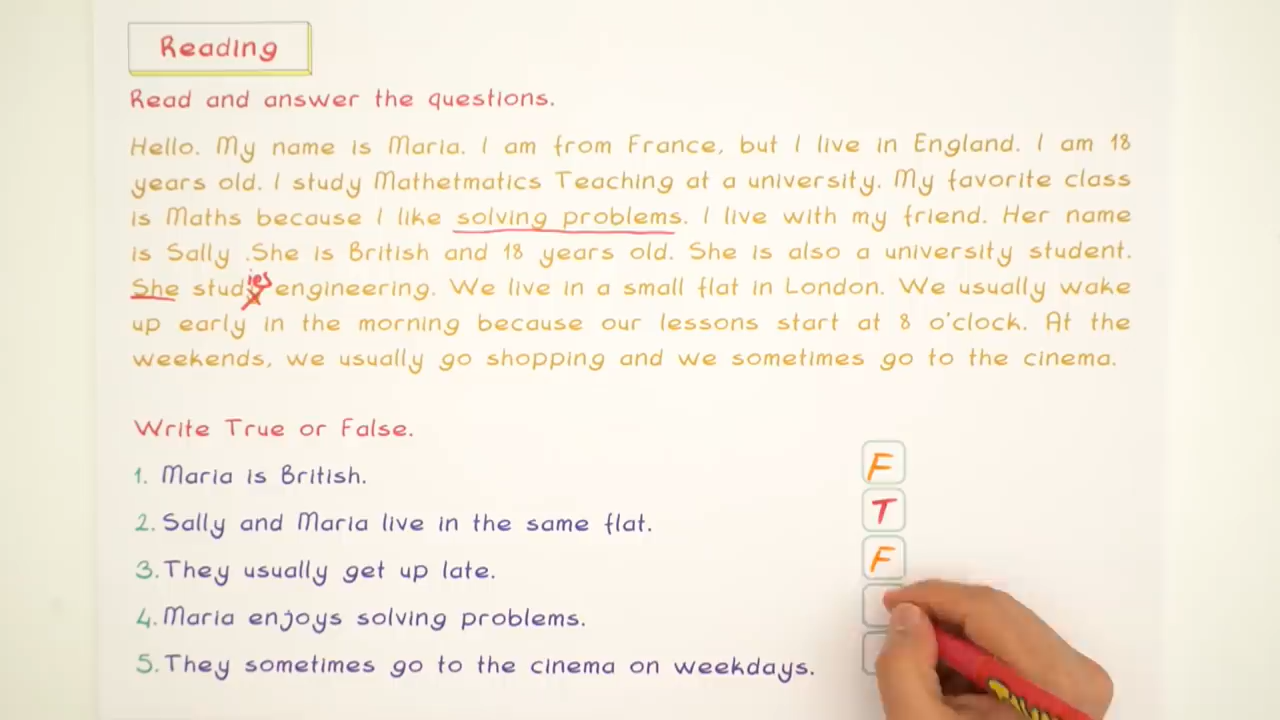 Reading
Read and answer the questions.
Hello. My name is Maria. I am from France, but I live in England. I am 18
years old. I study Mathetmatics Teaching at a university. My favorite class
is Maths because I like solving problems. I live with my friend. Her name
is Sally .She is British and 18 years old. She is also a university student.
She studyies engineering. We live in a small flat in London. We usually wake
up early in the morning because our lessons start at 8 o'clock. At the
weekends, we usually go shopping and we sometimes go to the cinema.
Write True or False.
1. Maria is British. F
2. Sally and Maria live in the same flat. T
3. They usually get up late. F
4. Maria enjoys solving problems.
5. They sometimes go to the cinema on weekdays.